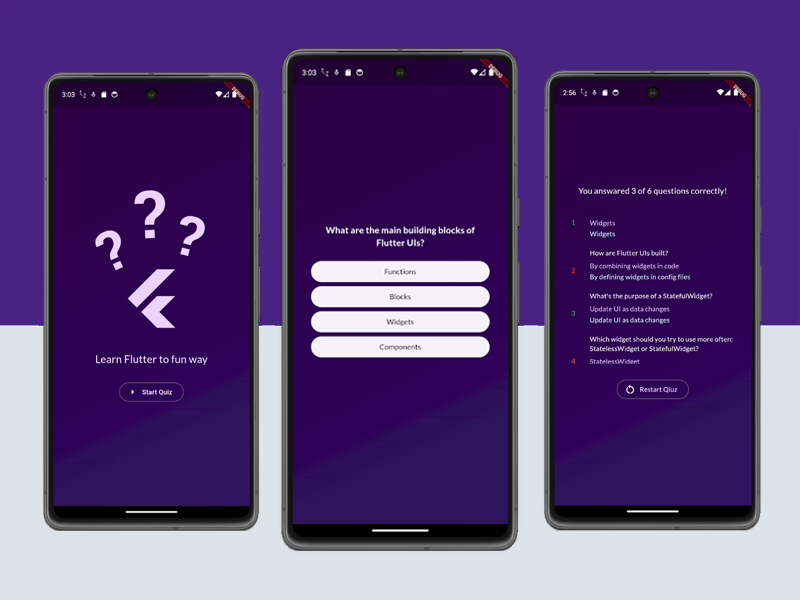 3:03
DEBUG
? ? ?
Learn Flutter to fun way
Start Quiz
3:03
DEBUG
What are the main building blocks of
Flutter UIs?
Functions
Blocks
Widgets
Components
2:56
DEBUG
You answared 3 of 6 questions correctly!
1 Widgets
Widgets
How are Flutter UIs built?
2 By combining widgets in code
By defining widgets in config files
What's the purpose of a StatefulWidget?
3 Update UI as data changes
Update UI as data changes
Which widget should you try to use more often:
StatelessWidget or StatefulWidget?
4 StatelessWidget
Restart Qiuz